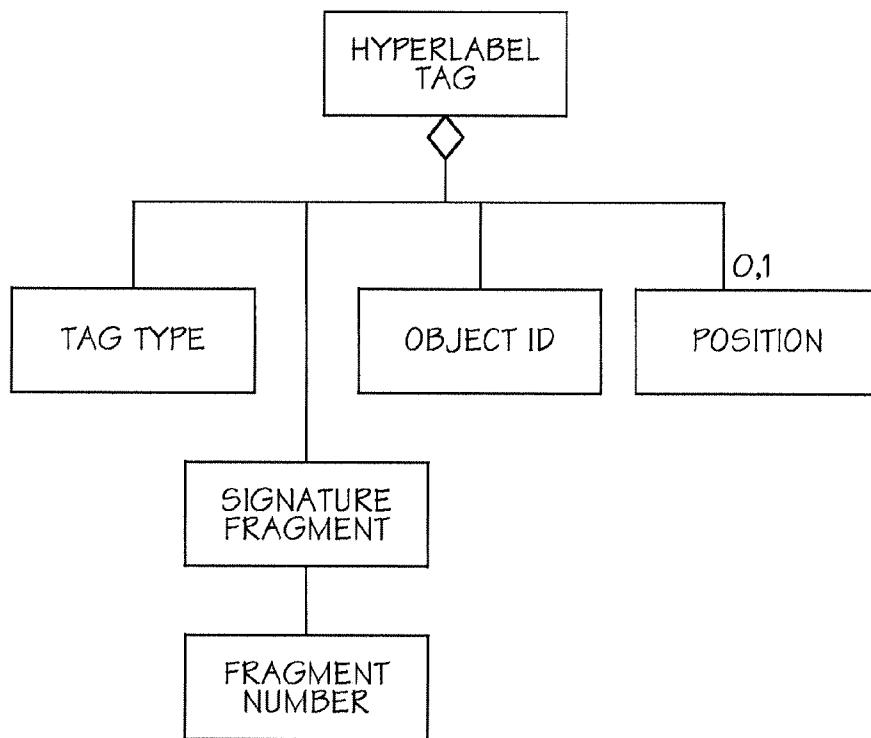 HYPERLABEL
TAG
0,1
TAG TYPE
OBJECT ID
POSITION
SIGNATURE
FRAGMENT
FRAGMENT
NUMBER